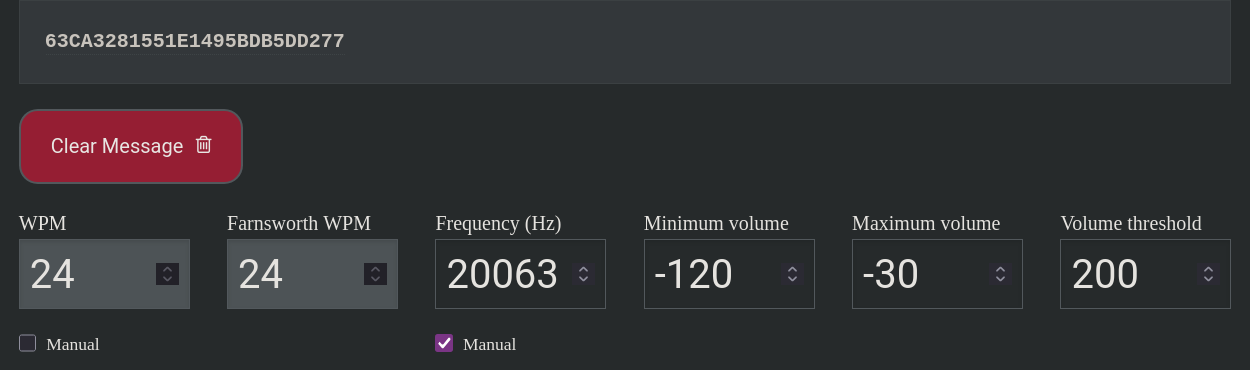 63CA3281551E1495BDB5DD277
Clear Message
WPM Farnsworth WPM Frequency (Hz) Minimum volume Maximum volume Volume threshold
24 24 20063 -120 -30 200
Manual Manual